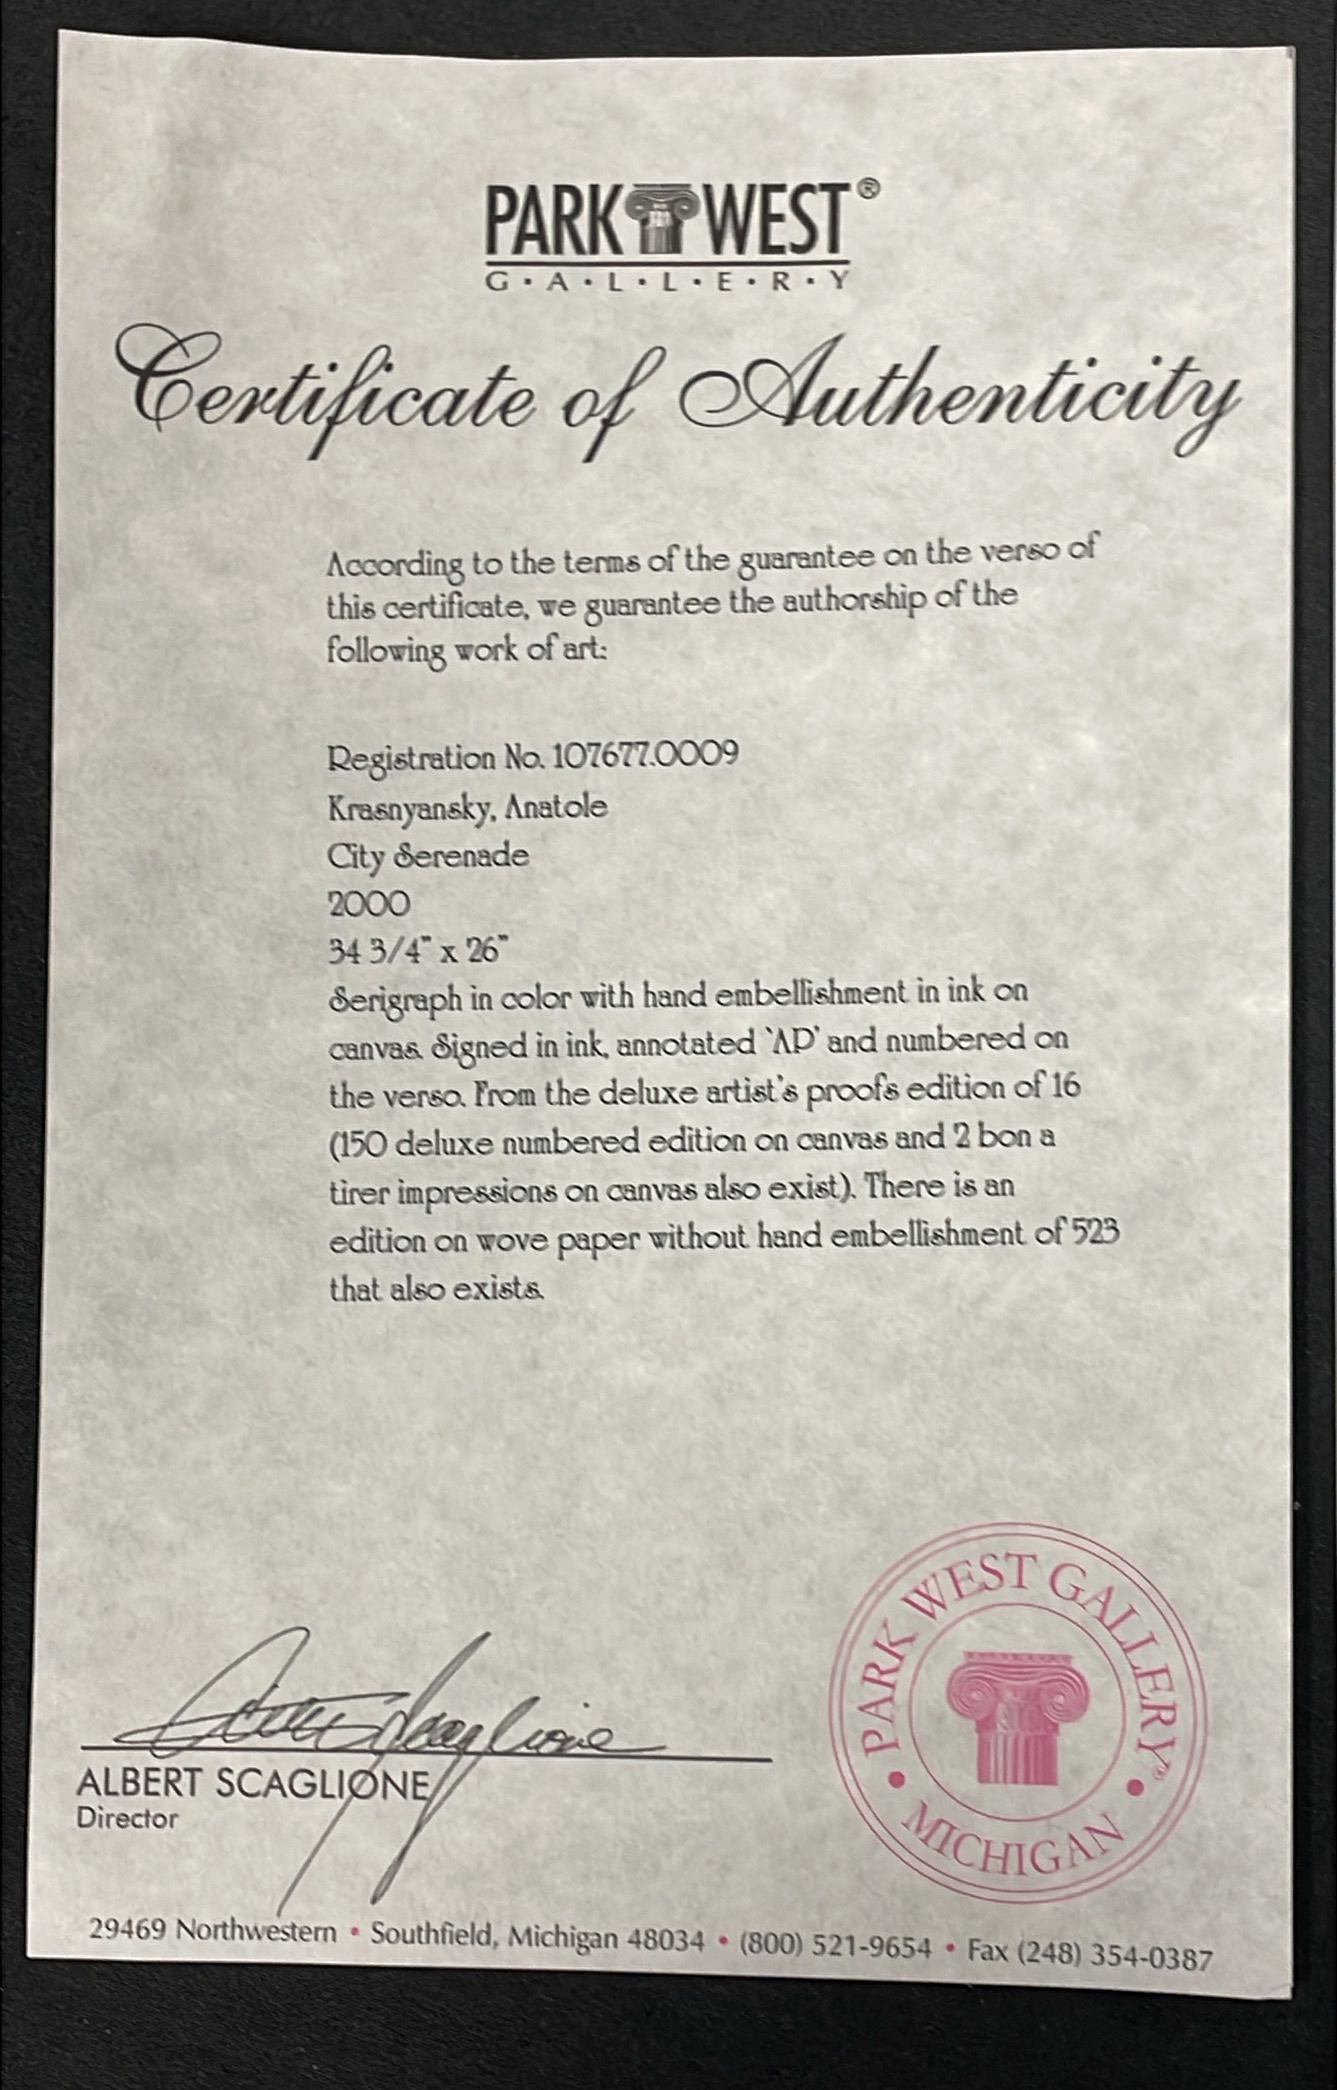 PARK WEST®
G·A·L·L·E·R·Y
Certificate of Authenticity
According to the terms of the guarantee on the verso of
this certificate, we guarantee the authorship of the
following work of art:
Registration No. 107677.0009
Krasnyansky, Anatole
City Serenade
2000
34 3/4" x 26"
Serigraph in color with hand embellishment in ink on
canvas. Signed in ink, annotated `AP' and numbered on
the verso. From the deluxe artist's proofs edition of 16
(150 deluxe numbered edition on canvas and 2 bon a
tirer impressions on canvas also exist). There is an
edition on wove paper without hand embellishment of 523
that also exists.
Albert Scaglione
ALBERT SCAGLIONE
Director
PARK WEST GALLERY®
• MICHIGAN •
29469 Northwestern • Southfield, Michigan 48034 • (800) 521-9654 • Fax (248) 354-0387